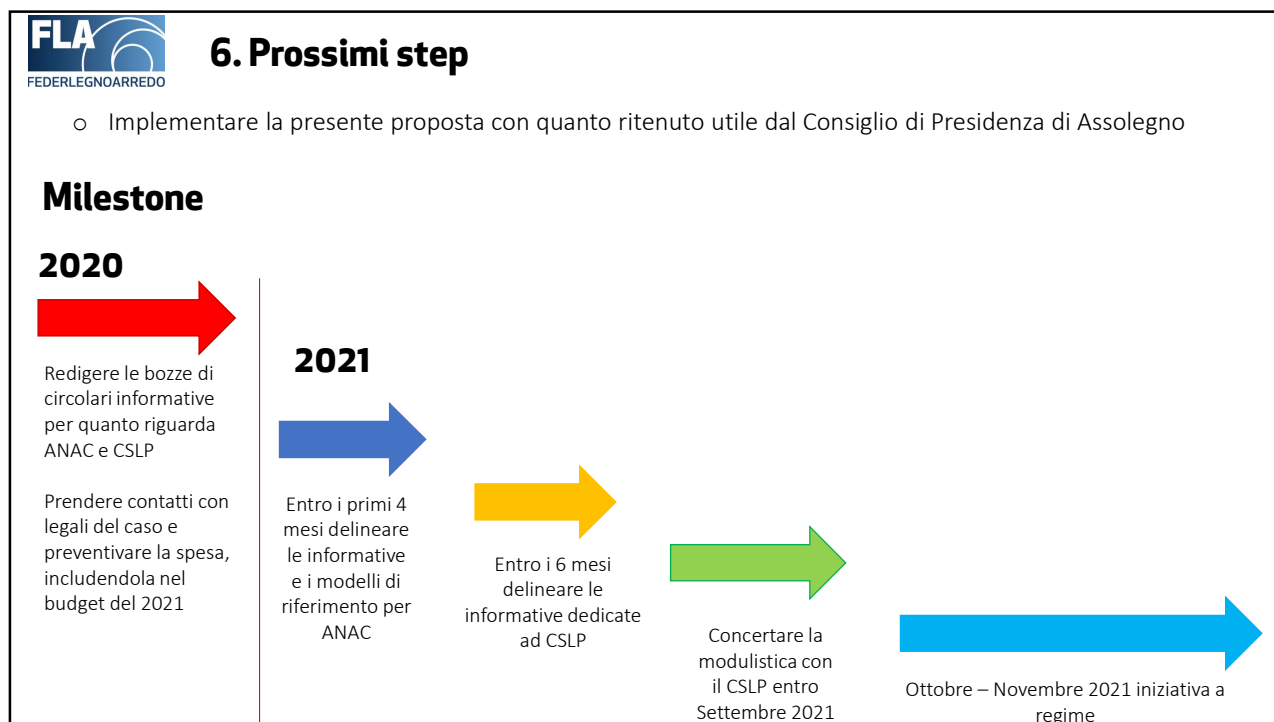 FLA
FEDERLEGNOARREDO
6. Prossimi step
o Implementare la presente proposta con quanto ritenuto utile dal Consiglio di Presidenza di Assolegno
Milestone
2020
Redigere le bozze di
circolari informative
per quanto riguarda
ANAC e CSLP
Prendere contatti con
legali del caso e
preventivare la spesa,
includendola nel
budget del 2021
2021
Entro i primi 4
mesi delineare
le informative
e i modelli di
riferimento per
ANAC
Entro i 6 mesi
delineare le
informative dedicate
ad CSLP
Concertare la
modulistica con
il CSLP entro
Settembre 2021
Ottobre – Novembre 2021 iniziativa a
regime